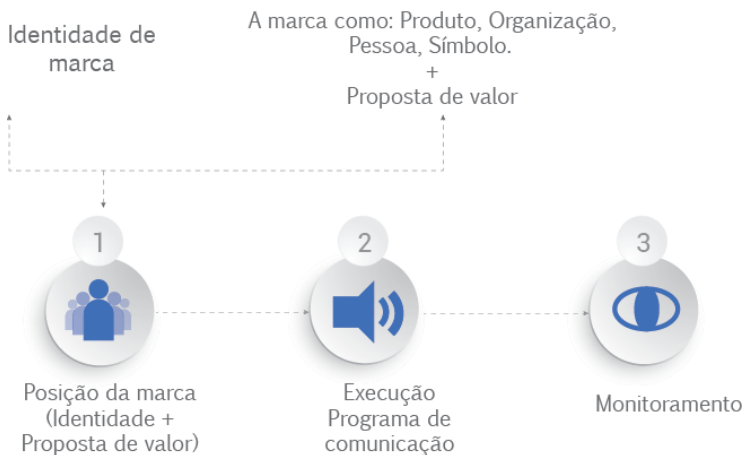 Identidade de
marca
A marca como: Produto, Organização,
Pessoa, Símbolo.
+
Proposta de valor
1
2
3
Posição da marca
(Identidade +
Proposta de valor)
Execução
Programa de
comunicação
Monitoramento